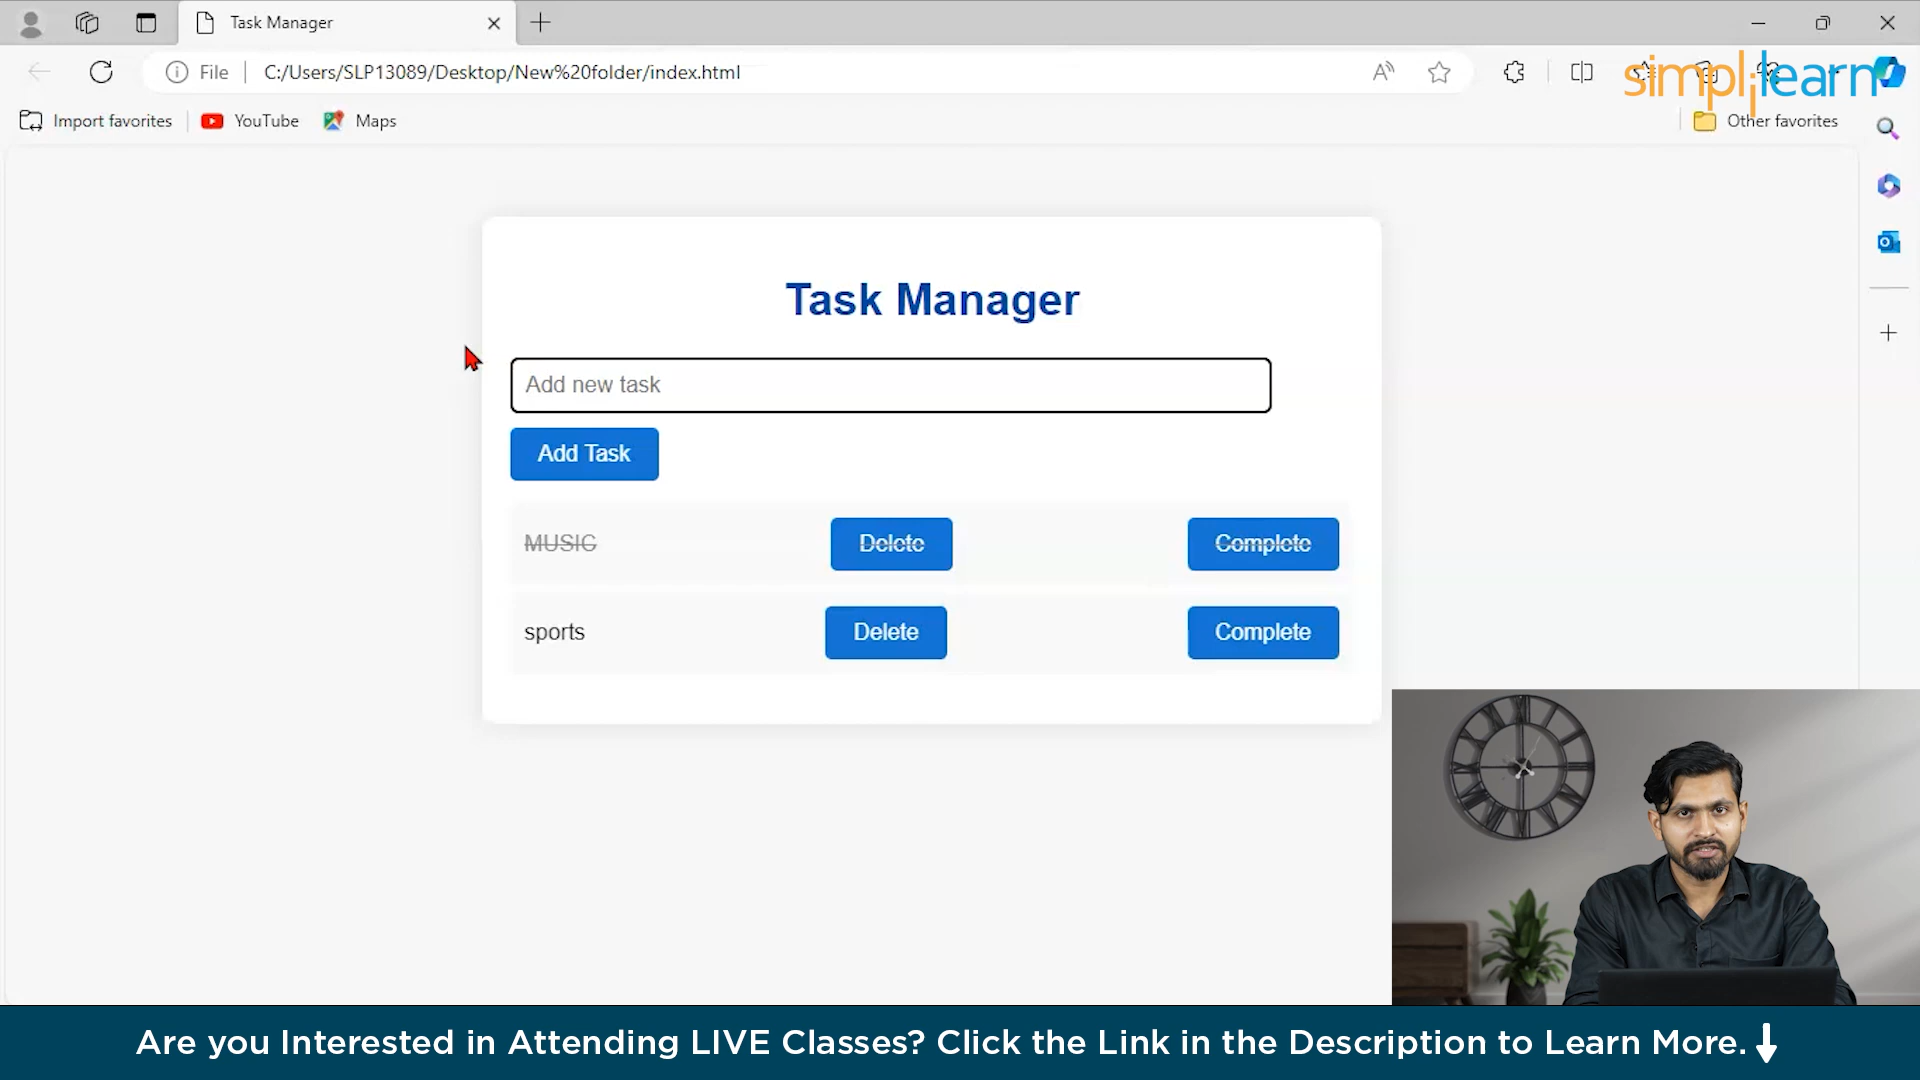 Task Manager
File
C:/Users/SLP13089/Desktop/New%20folder/index.html
simplilearn
Import favorites
YouTube
Maps
Other favorites
Task Manager
Add new task
Add Task
MUSIC
Delete
Complete
sports
Delete
Complete
Are you Interested in Attending LIVE Classes? Click the Link in the Description to Learn More.